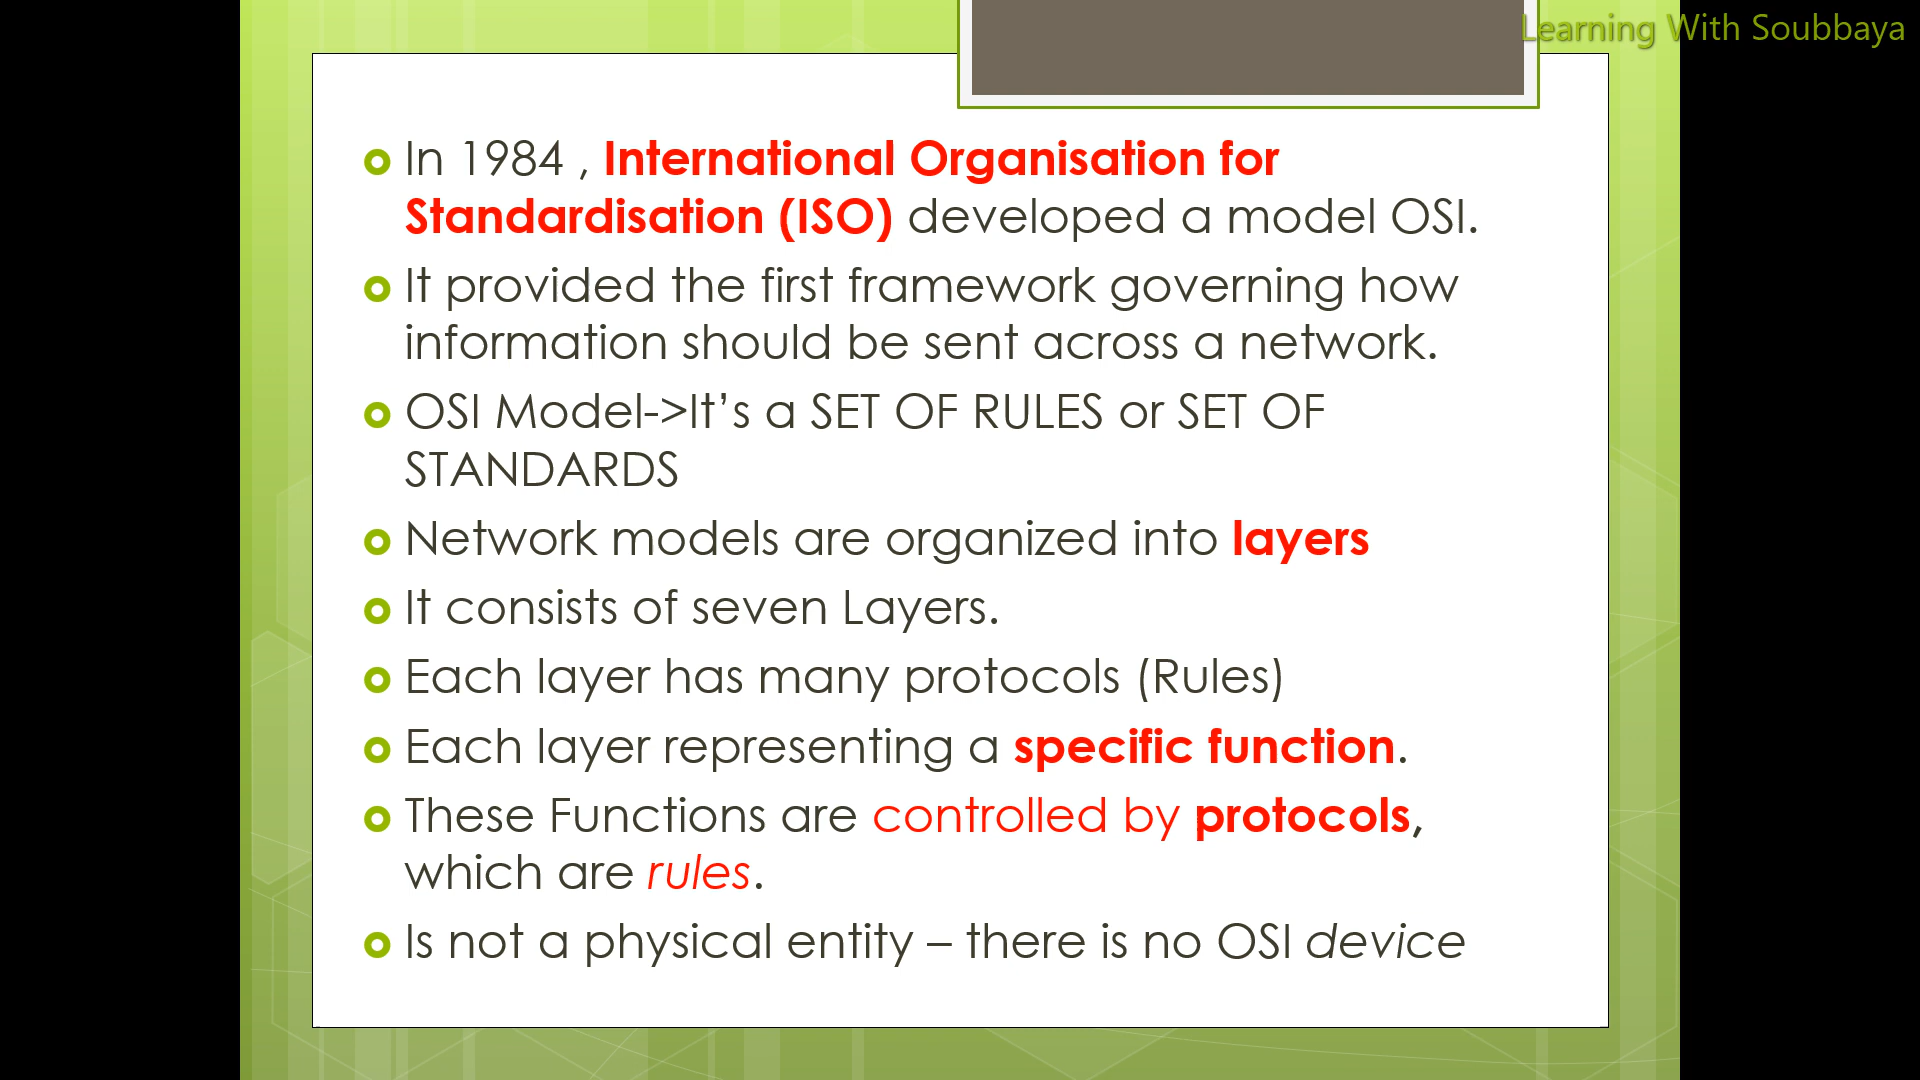 Learning With Soubbaya
In 1984 , International Organisation for
Standardisation (ISO) developed a model OSI.
It provided the first framework governing how
information should be sent across a network.
OSI Model->It’s a SET OF RULES or SET OF
STANDARDS
Network models are organized into layers
It consists of seven Layers.
Each layer has many protocols (Rules)
Each layer representing a specific function.
These Functions are controlled by protocols,
which are rules.
Is not a physical entity – there is no OSI device